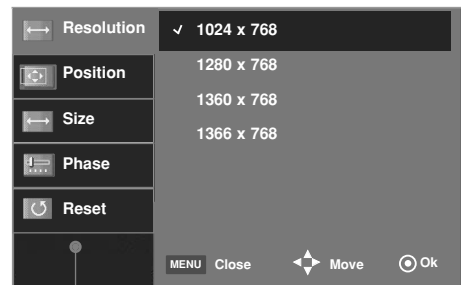 Resolution
Position
Size
Phase
Reset
✓ 1024 x 768
1280 x 768
1360 x 768
1366 x 768
MENU Close Move Ok